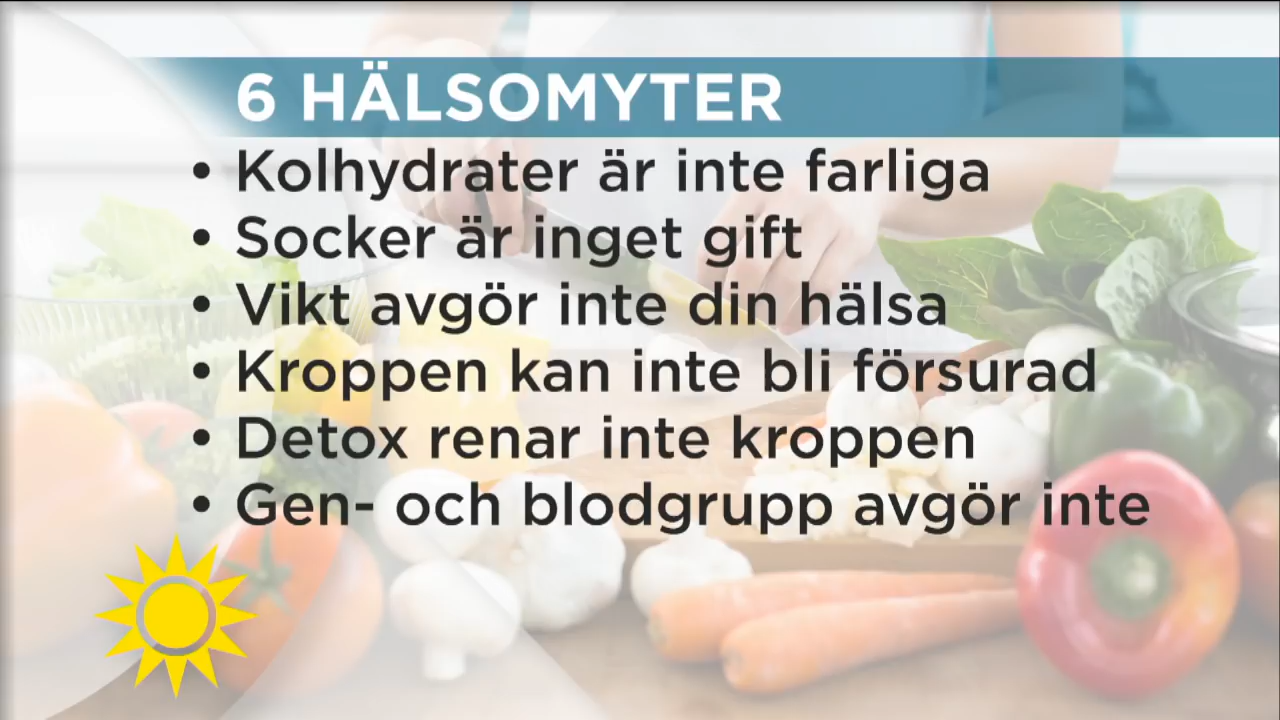 6 HÄLSOMYTER
• Kolhydrater är inte farliga
• Socker är inget gift
• Vikt avgör inte din hälsa
• Kroppen kan inte bli försurad
• Detox renar inte kroppen
• Gen- och blodgrupp avgör inte